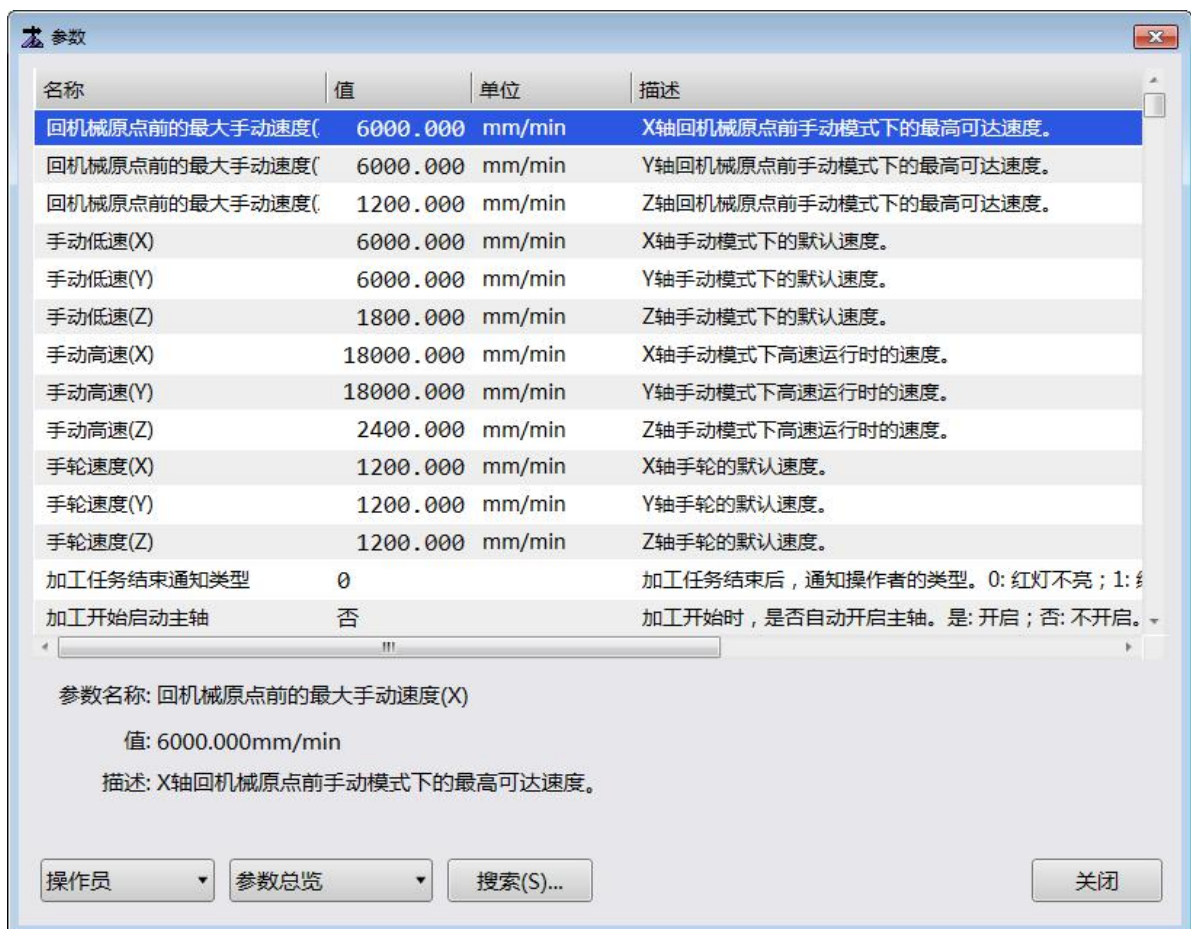 参数
名称 值 单位 描述
回机械原点前的最大手动速度( 6000.000 mm/min X轴回机械原点前手动模式下的最高可达速度。
回机械原点前的最大手动速度( 6000.000 mm/min Y轴回机械原点前手动模式下的最高可达速度。
回机械原点前的最大手动速度( 1200.000 mm/min Z轴回机械原点前手动模式下的最高可达速度。
手动低速(X) 6000.000 mm/min X轴手动模式下的默认速度。
手动低速(Y) 6000.000 mm/min Y轴手动模式下的默认速度。
手动低速(Z) 1800.000 mm/min Z轴手动模式下的默认速度。
手动高速(X) 18000.000 mm/min X轴手动模式下高速运行时的速度。
手动高速(Y) 18000.000 mm/min Y轴手动模式下高速运行时的速度。
手动高速(Z) 2400.000 mm/min Z轴手动模式下高速运行时的速度。
手轮速度(X) 1200.000 mm/min X轴手轮的默认速度。
手轮速度(Y) 1200.000 mm/min Y轴手轮的默认速度。
手轮速度(Z) 1200.000 mm/min Z轴手轮的默认速度。
加工任务结束通知类型 0 加工任务结束后，通知操作者的类型。0: 红灯不亮；1:
加工开始启动主轴 否 加工开始时，是否自动开启主轴。是: 开启；否: 不开启。
参数名称: 回机械原点前的最大手动速度(X)
值: 6000.000mm/min
描述: X轴回机械原点前手动模式下的最高可达速度。
操作员 参数总览 搜索(S)... 关闭